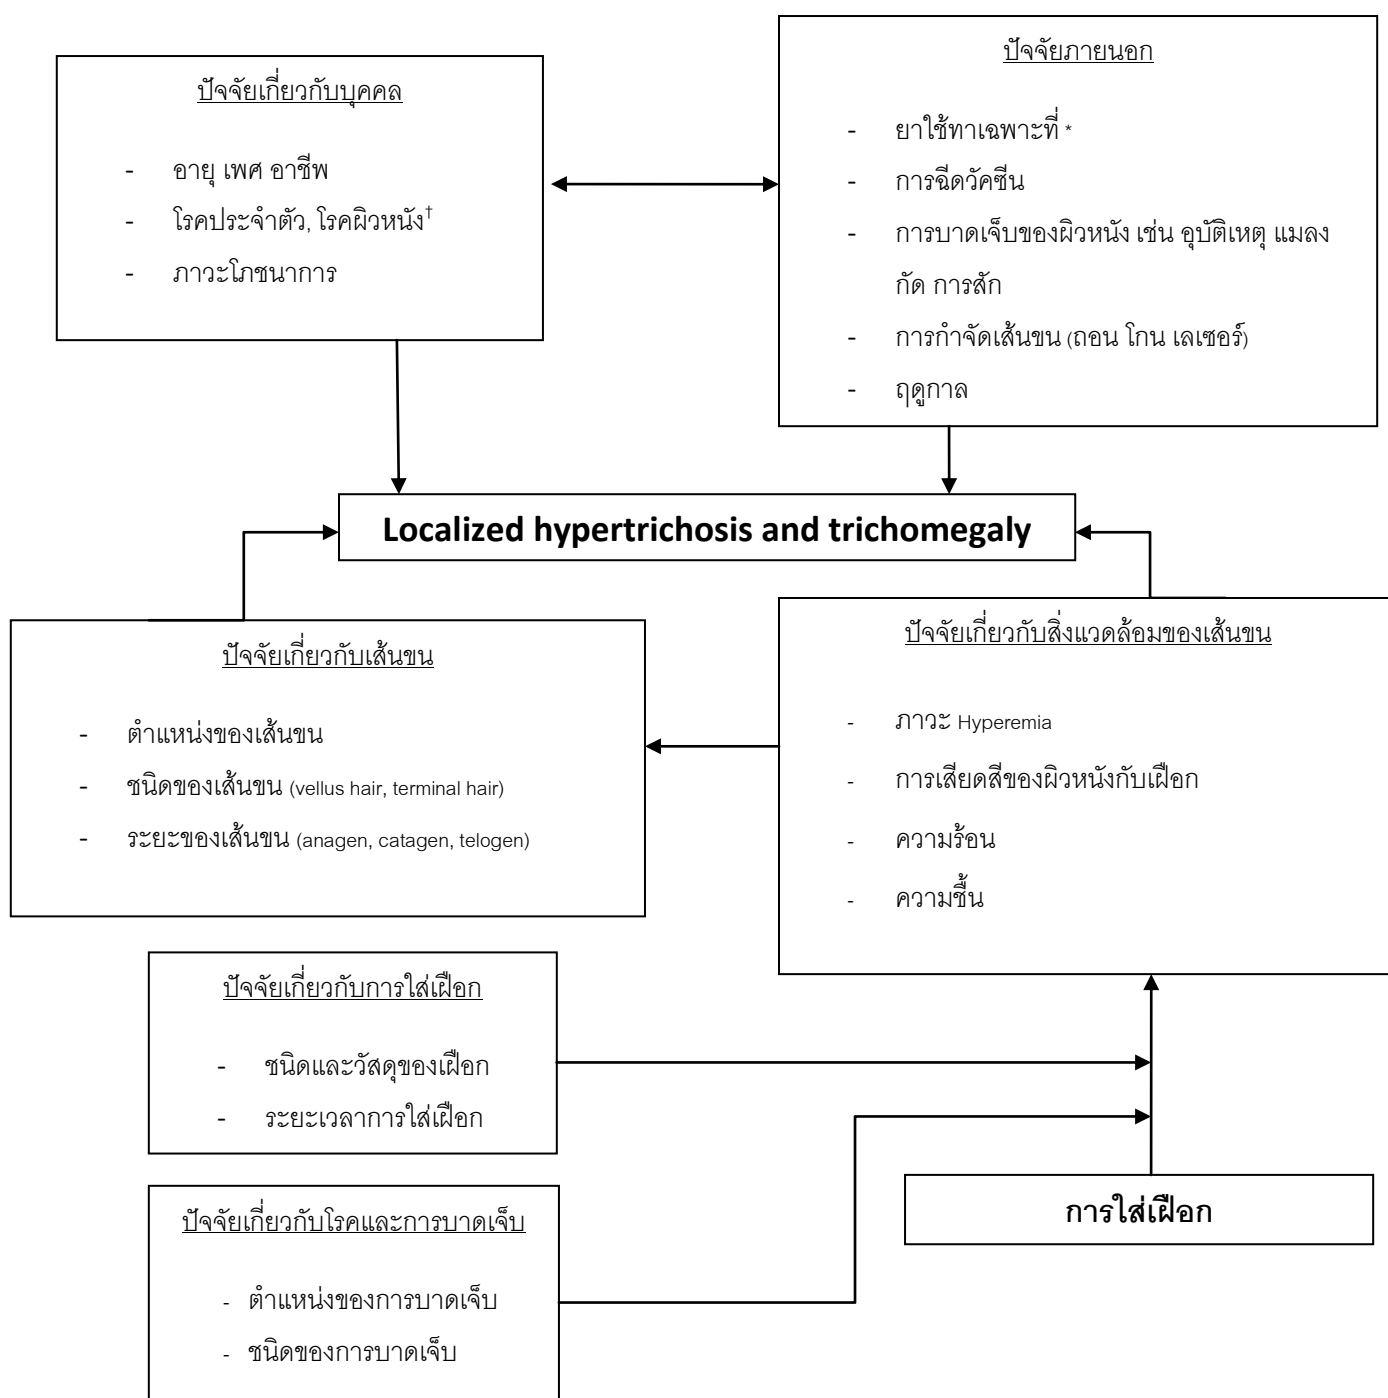 ปัจจัยเกี่ยวกับบุคคล
- อายุ เพศ อาชีพ
- โรคประจำตัว, โรคผิวหนัง†
- ภาวะโภชนาการ
ปัจจัยภายนอก
- ยาใช้ทาเฉพาะที่ *
- การฉีดวัคซีน
- การบาดเจ็บของผิวหนัง เช่น อุบัติเหตุ แมลง
กัด การสัก
- การกำจัดเส้นขน (ถอน โกน เลเซอร์)
- ฤดูกาล
Localized hypertrichosis and trichomegaly
ปัจจัยเกี่ยวกับเส้นขน
- ตำแหน่งของเส้นขน
- ชนิดของเส้นขน (vellus hair, terminal hair)
- ระยะของเส้นขน (anagen, catagen, telogen)
ปัจจัยเกี่ยวกับสิ่งแวดล้อมของเส้นขน
- ภาวะ Hyperemia
- การเสียดสีของผิวหนังกับเฝือก
- ความร้อน
- ความชื้น
ปัจจัยเกี่ยวกับการใส่เฝือก
- ชนิดและวัสดุของเฝือก
- ระยะเวลาการใส่เฝือก
การใส่เฝือก
ปัจจัยเกี่ยวกับโรคและการบาดเจ็บ
- ตำแหน่งของการบาดเจ็บ
- ชนิดของการบาดเจ็บ